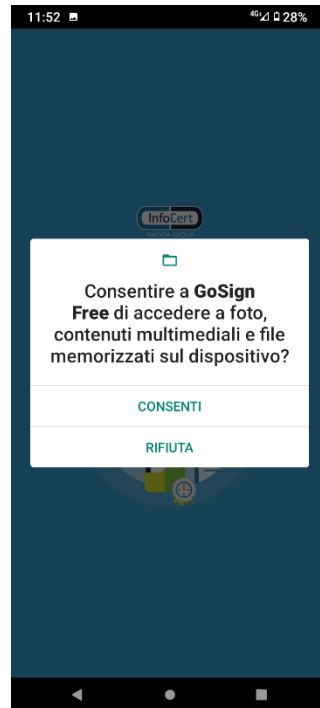 11:52
4G+ 28%
InfoCert
TINEXTA GROUP
Consentire a GoSign
Free di accedere a foto,
contenuti multimediali e file
memorizzati sul dispositivo?
CONSENTI
RIFIUTA